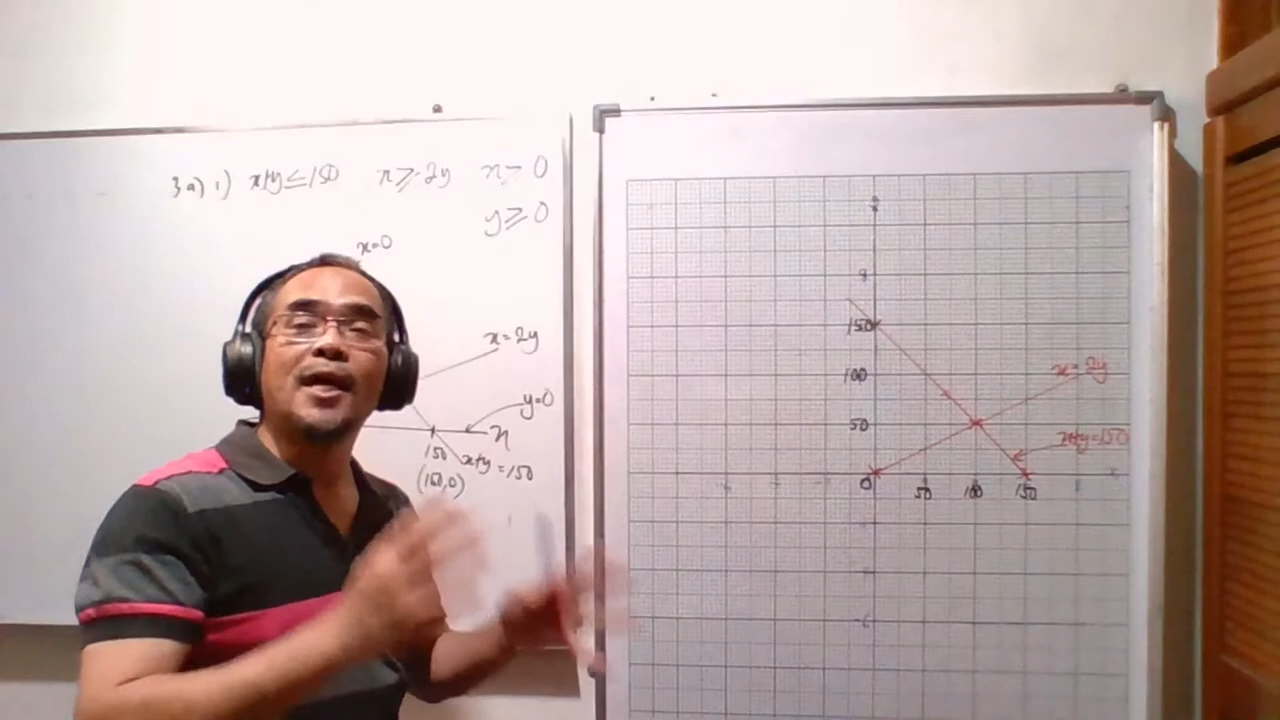 3 a) i) x+y ≤ 150 x ≥ 2y x ≥ 0
y ≥ 0
x=0
x=2y
y=0
x
150
x+y=150
(150,0)
150
100
50
0 50 100 150
x=2y
x+y=150